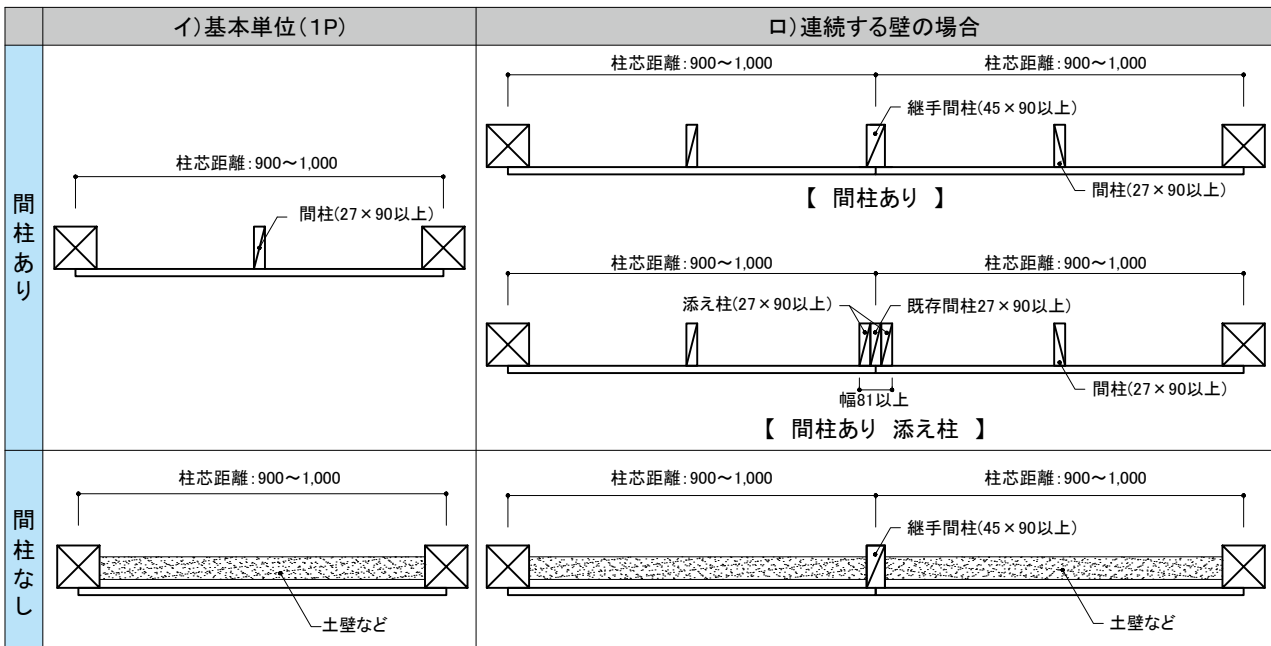 イ)基本単位(1P)
ロ)連続する壁の場合
間柱あり
柱芯距離:900～1,000
間柱(27×90以上)
柱芯距離:900～1,000
柱芯距離:900～1,000
継手間柱(45×90以上)
間柱(27×90以上)
【 間柱あり 】
柱芯距離:900～1,000
柱芯距離:900～1,000
添え柱(27×90以上)
既存間柱27×90以上)
間柱(27×90以上)
幅81以上
【 間柱あり 添え柱 】
間柱なし
柱芯距離:900～1,000
土壁など
柱芯距離:900～1,000
柱芯距離:900～1,000
継手間柱(45×90以上)
土壁など